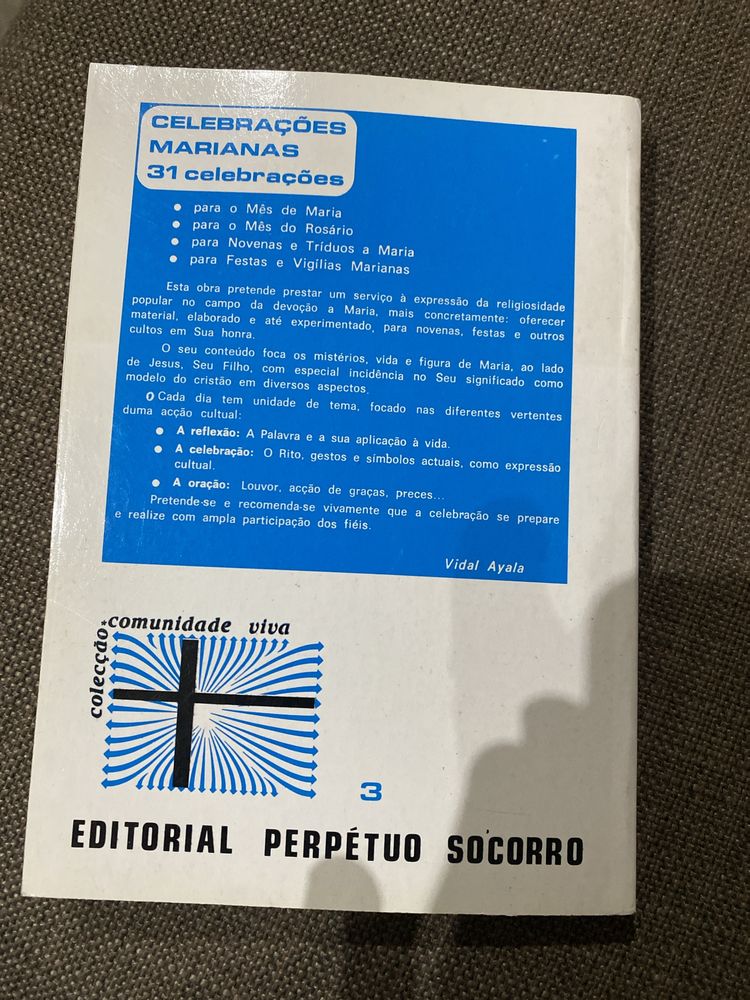 CELEBRAÇÕES
MARIANAS
31 celebrações
• para o Mês de Maria
• para o Mês do Rosário
• para Novenas e Tríduos a Maria
• para Festas e Vigílias Marianas
Esta obra pretende prestar um serviço à expressão da religiosidade
popular no campo da devoção a Maria, mais concretamente: oferecer
material, elaborado e até experimentado, para novenas, festas e outros
cultos em Sua honra.
O seu conteúdo foca os mistérios, vida e figura de Maria, ao lado
de Jesus, Seu Filho, com especial incidência no Seu significado como
modelo do cristão em diversos aspectos.
O Cada dia tem unidade de tema, focado nas diferentes vertentes
duma acção cultual:
• A reflexão: A Palavra e a sua aplicação à vida.
• A celebração: O Rito, gestos e símbolos actuais, como expressão
cultual.
• A oração: Louvor, acção de graças, preces...
Pretende-se e recomenda-se vivamente que a celebração se prepare
e realize com ampla participação dos fiéis.
Vidal Ayala
colecção * comunidade viva
3
EDITORIAL PERPÉTUO SOCORRO